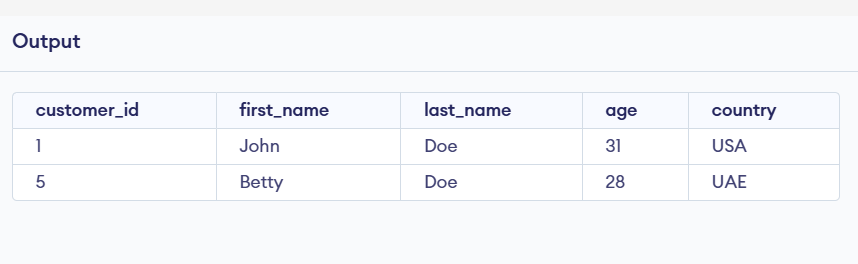 Output
customer_id first_name last_name age country
1 John Doe 31 USA
5 Betty Doe 28 UAE